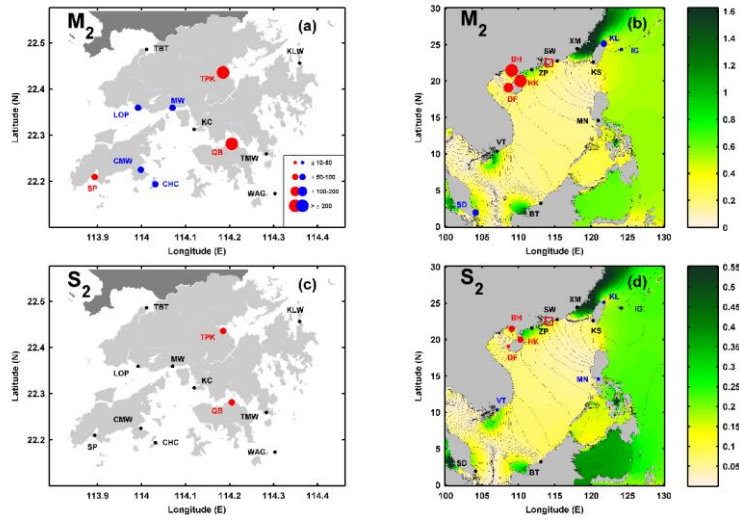 M2 (a)
22.5
22.4
22.3
22.2
Latitude (N)
TBT
KLW
TPK
LOP
MW
KC
CMW
QB
TMW
SP
CHC
WAG
± 10-50
± 50-100
± 100-200
> ± 200
113.9 114 114.1 114.2 114.3 114.4
Longitude (E)
M2 (b)
30
25
20
15
10
5
0
Latitude (N)
XM
KL
IG
SW
BH
ZP
KS
HK
DF
MN
VT
SD
BT
100 105 110 115 120 125 130
Longitude (E)
1.6
1.4
1.2
1
0.8
0.6
0.4
0.2
0
S2 (c)
22.5
22.4
22.3
22.2
Latitude (N)
TBT
KLW
TPK
LOP
MW
KC
CMW
QB
TMW
SP
CHC
WAG
113.9 114 114.1 114.2 114.3 114.4
Longitude (E)
S2 (d)
30
25
20
15
10
5
0
Latitude (N)
XM
KL
IG
SW
BH
ZP
KS
HK
DF
MN
VT
SD
BT
100 105 110 115 120 125 130
Longitude (E)
0.55
0.5
0.45
0.4
0.35
0.3
0.25
0.2
0.15
0.1
0.05